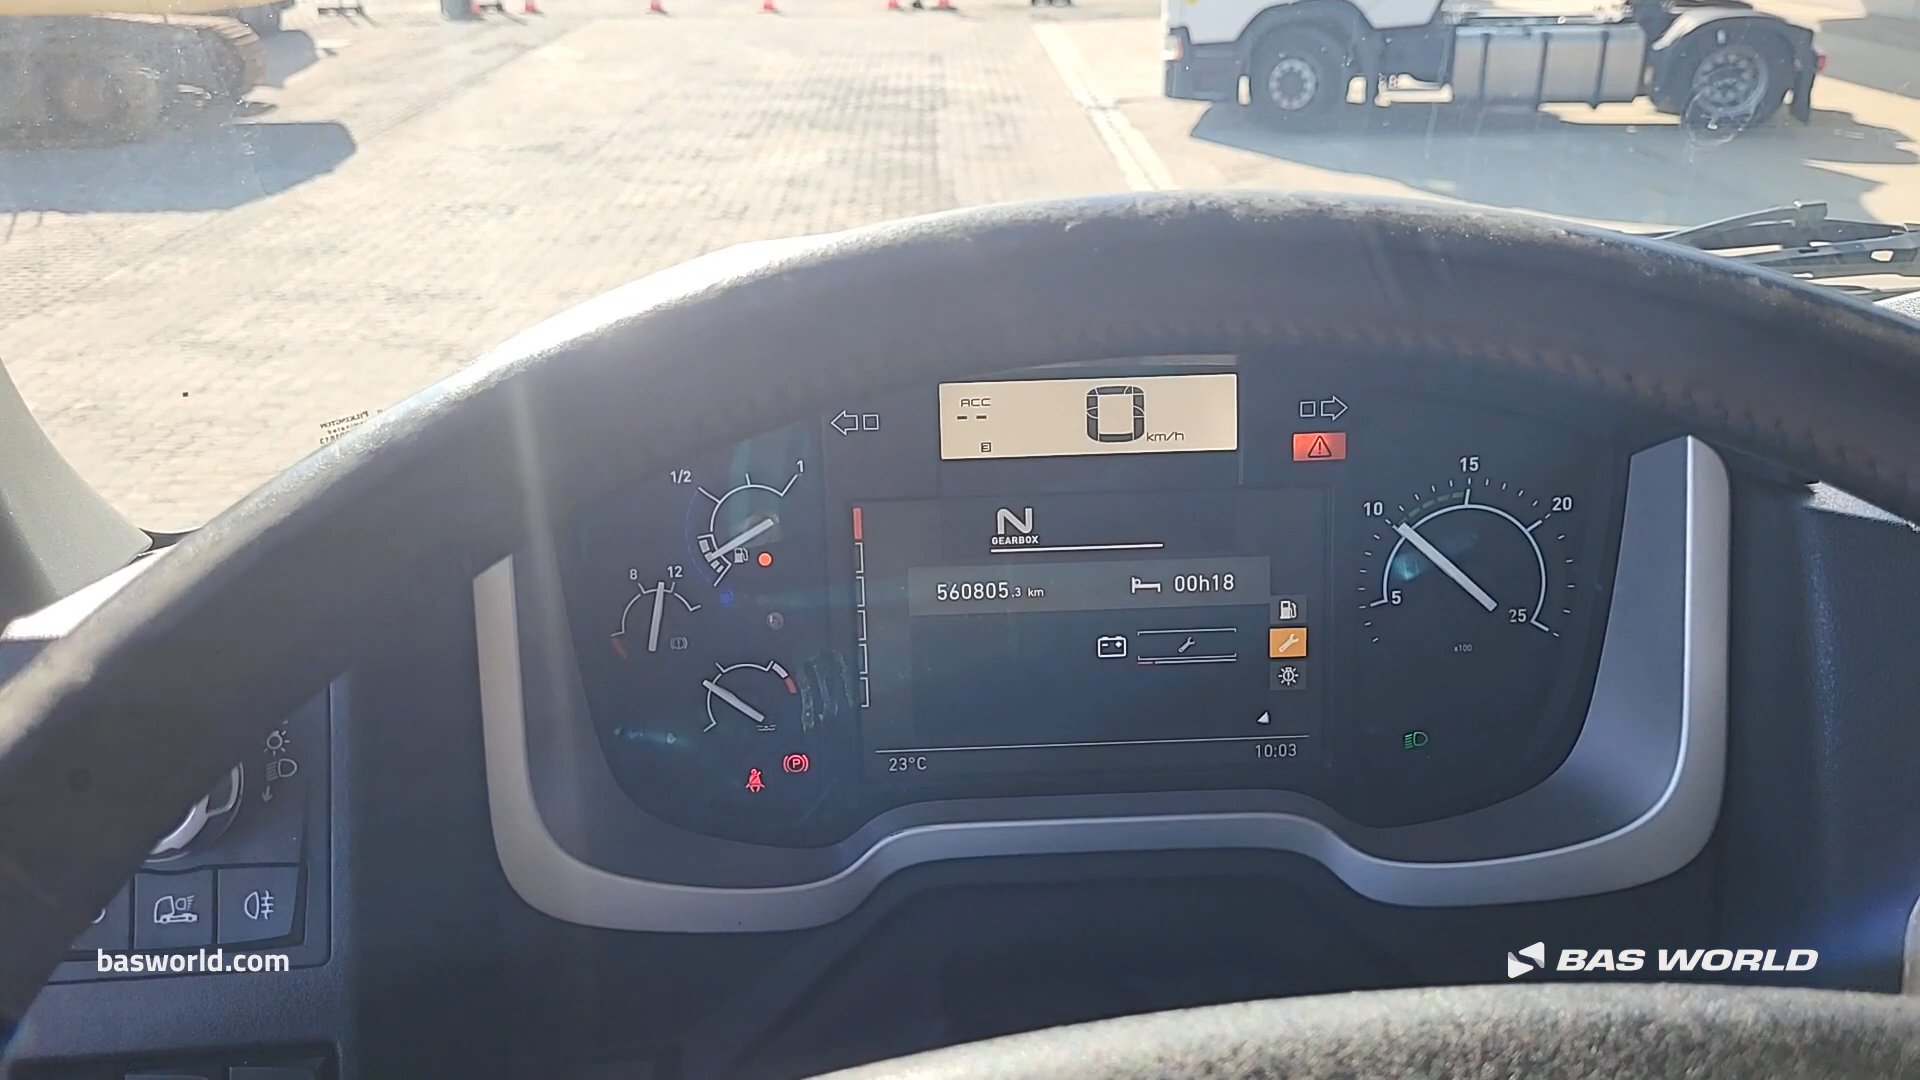 ACC
-- 
0 km/h
E
1/2
1
8
12
N
GEARBOX
560805.3 km
00h18
23°C
10:03
5
10
15
20
25
x100
P
basworld.com
BAS WORLD